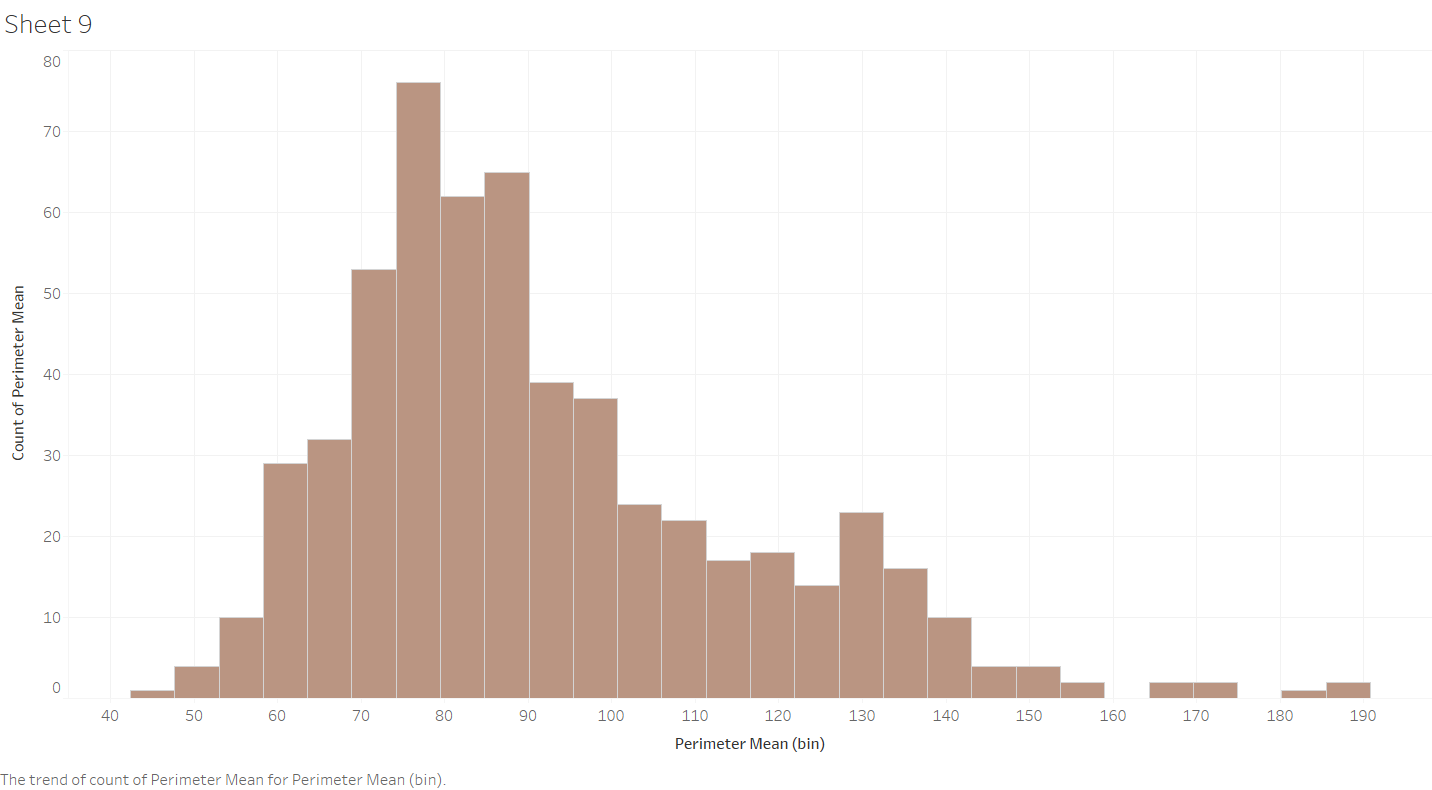 Sheet 9
80
70
60
50
40
30
20
10
0
Count of Perimeter Mean
40 50 60 70 80 90 100 110 120 130 140 150 160 170 180 190
Perimeter Mean (bin)
The trend of count of Perimeter Mean for Perimeter Mean (bin).